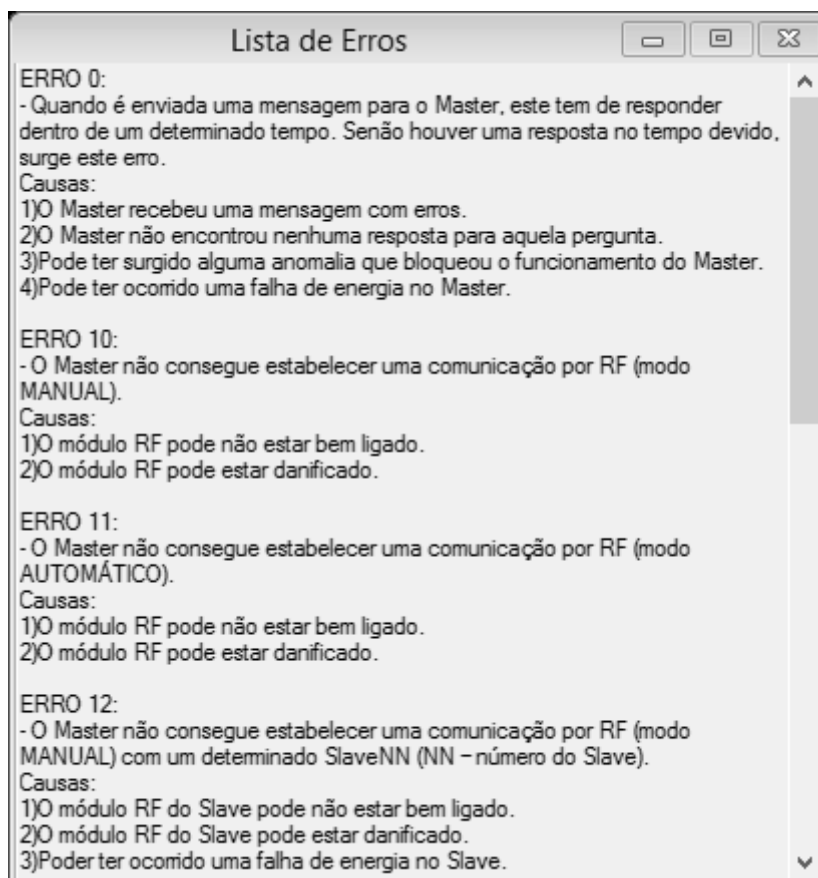 Lista de Erros
ERRO 0:
- Quando é enviada uma mensagem para o Master, este tem de responder
dentro de um determinado tempo. Senão houver uma resposta no tempo devido,
surge este erro.
Causas:
1)O Master recebeu uma mensagem com erros.
2)O Master não encontrou nenhuma resposta para aquela pergunta.
3)Pode ter surgido alguma anomalia que bloqueou o funcionamento do Master.
4)Pode ter ocorrido uma falha de energia no Master.
ERRO 10:
- O Master não consegue estabelecer uma comunicação por RF (modo
MANUAL).
Causas:
1)O módulo RF pode não estar bem ligado.
2)O módulo RF pode estar danificado.
ERRO 11:
- O Master não consegue estabelecer uma comunicação por RF (modo
AUTOMÁTICO).
Causas:
1)O módulo RF pode não estar bem ligado.
2)O módulo RF pode estar danificado.
ERRO 12:
- O Master não consegue estabelecer uma comunicação por RF (modo
MANUAL) com um determinado SlaveNN (NN – número do Slave).
Causas:
1)O módulo RF do Slave pode não estar bem ligado.
2)O módulo RF do Slave pode estar danificado.
3)Poder ter ocorrido uma falha de energia no Slave.